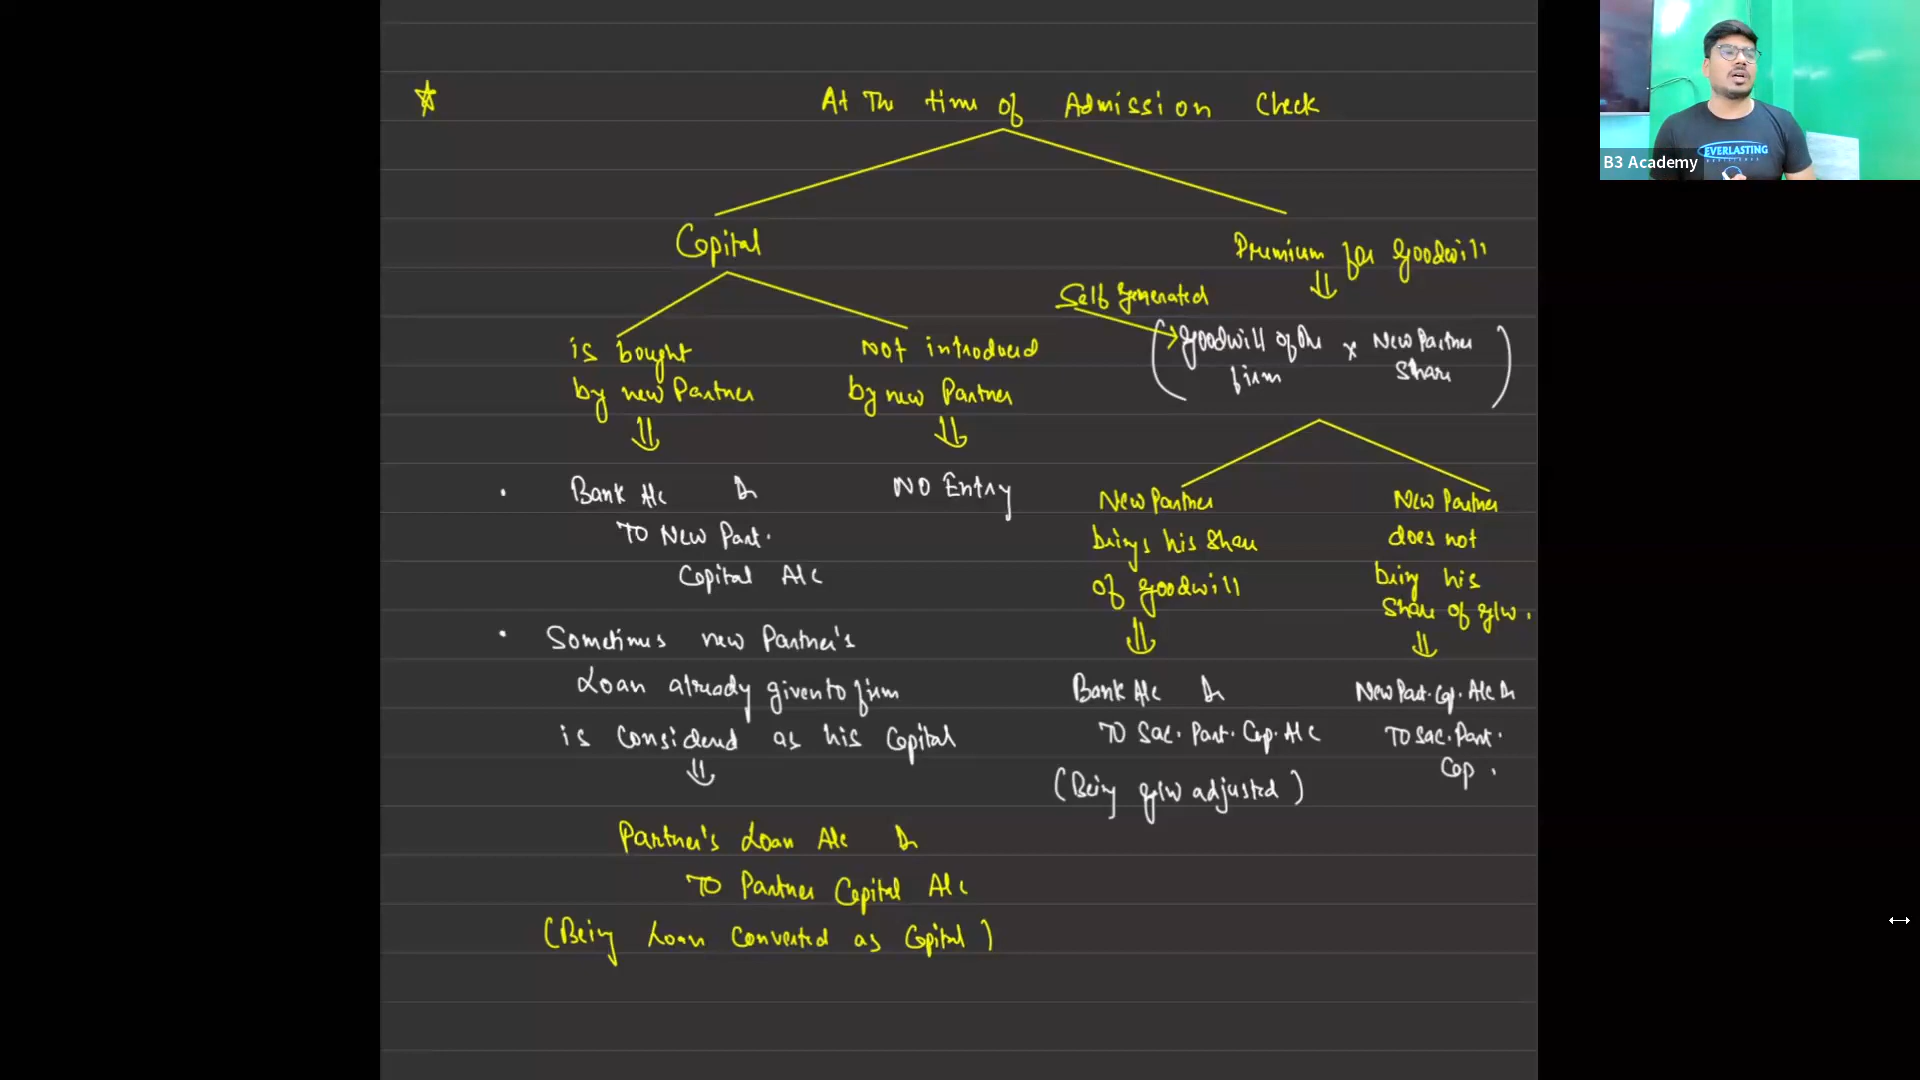 At The time of Admission Check
Capital
Premium for goodwill
Self generated
(Goodwill of the firm x New Partner Share)
is bought
by new Partner
Not introduced
by new Partner
Bank A/c Dr
To New Part.
Capital A/c
No Entry
New Partner
brings his Share
of goodwill
New Partner
does not
bring his
Share of g/w.
• Sometimes new Partner's
Loan already given to firm
is considered as his Capital
Bank A/c Dr
To Sac. Part. Cap. A/c
(Being g/w adjusted)
New Part. Cap. A/c Dr
To Sac. Part.
Cap.
Partner's Loan A/c Dr
To Partner Capital A/c
(Being Loan Converted as Capital)
B3 Academy
EVERLASTING